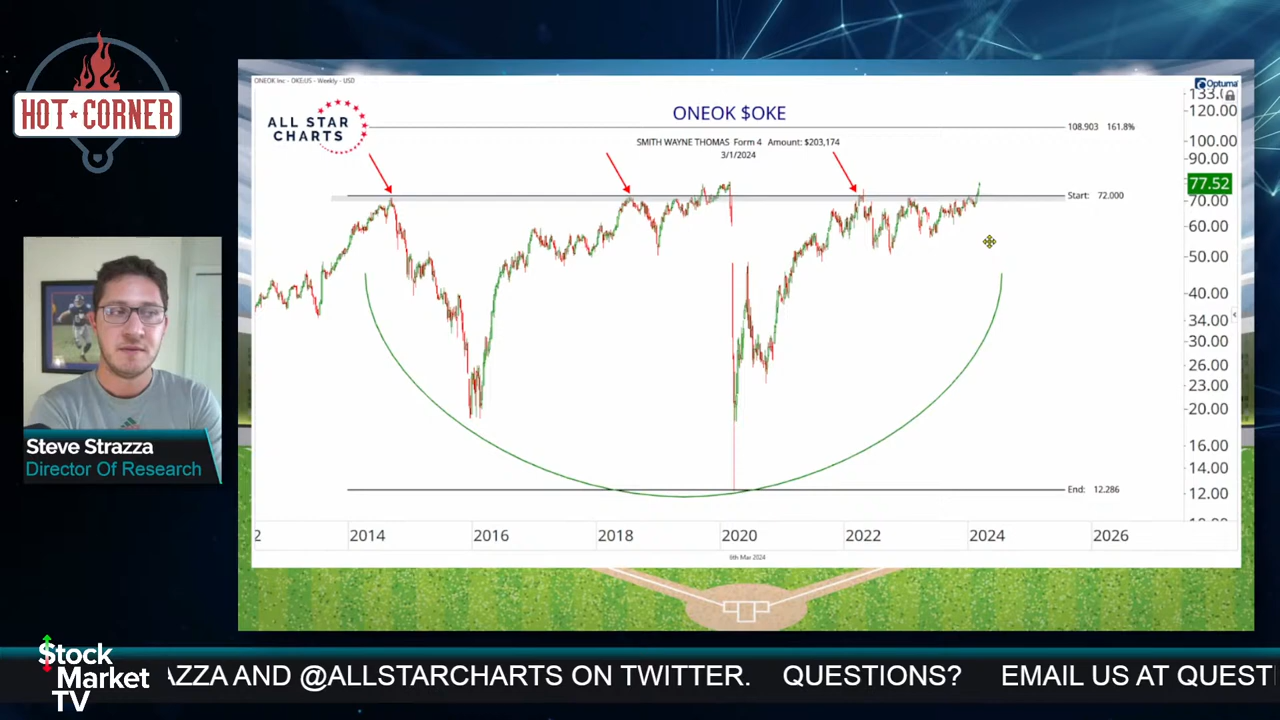 HOT★CORNER
ONEOK Inc - OKE:US - Weekly - USD
Optuma
ALL STAR
CHARTS
ONEOK $OKE
SMITH WAYNE THOMAS Form 4 Amount: $203,174
3/1/2024
108.903 161.8%
Start: 72.000
End: 12.286
120.00
100.00
90.00
77.52
70.00
60.00
50.00
40.00
34.00
30.00
26.00
23.00
20.00
16.00
14.00
12.00
2
2014
2016
2018
2020
2022
2024
2026
6th Mar 2024
Steve Strazza
Director Of Research
$tock
Market
TV
AZZA AND @ALLSTARCHARTS ON TWITTER. QUESTIONS? EMAIL US AT QUEST